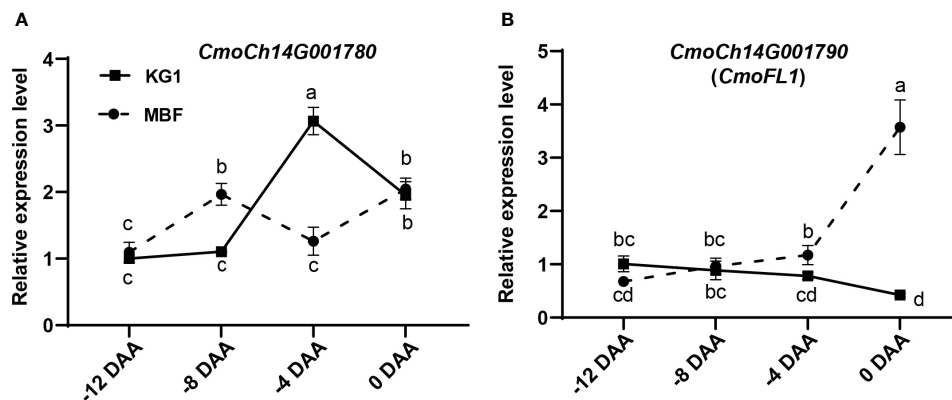 A
CmoCh14G001780
Relative expression level
4
3
2
1
0
KG1
MBF
c
c
b
c
a
c
b
b
-12 DAA
-8 DAA
-4 DAA
0 DAA
B
CmoCh14G001790
(CmoFL1)
Relative expression level
5
4
3
2
1
0
bc
cd
bc
bc
b
cd
a
d
-12 DAA
-8 DAA
-4 DAA
0 DAA